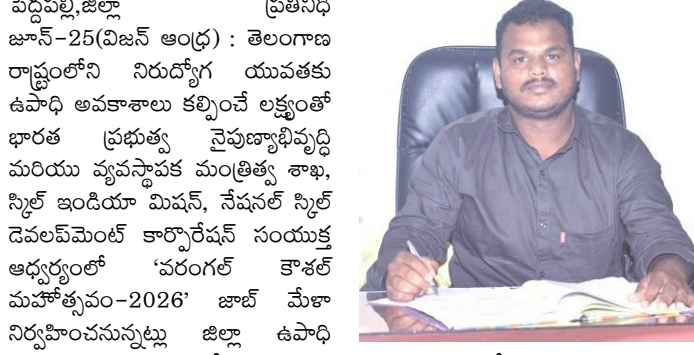 పెద్దపల్లి,జిల్లా ప్రతినిధి
జూన్-25(విజన్ ఆంధ్ర) : తెలంగాణ
రాష్ట్రంలోని నిరుద్యోగ యువతకు
ఉపాధి అవకాశాలు కల్పించే లక్ష్యంతో
భారత ప్రభుత్వ నైపుణ్యాభివృద్ధి
మరియు వ్యవస్థాపక మంత్రిత్వ శాఖ,
స్కిల్ ఇండియా మిషన్, నేషనల్ స్కిల్
డెవలప్‌మెంట్ కార్పొరేషన్ సంయుక్త
ఆధ్వర్యంలో ‘వరంగల్ కౌశల్
మహోత్సవం-2026’ జాబ్ మేళా
నిర్వహించనున్నట్లు జిల్లా ఉపాధి